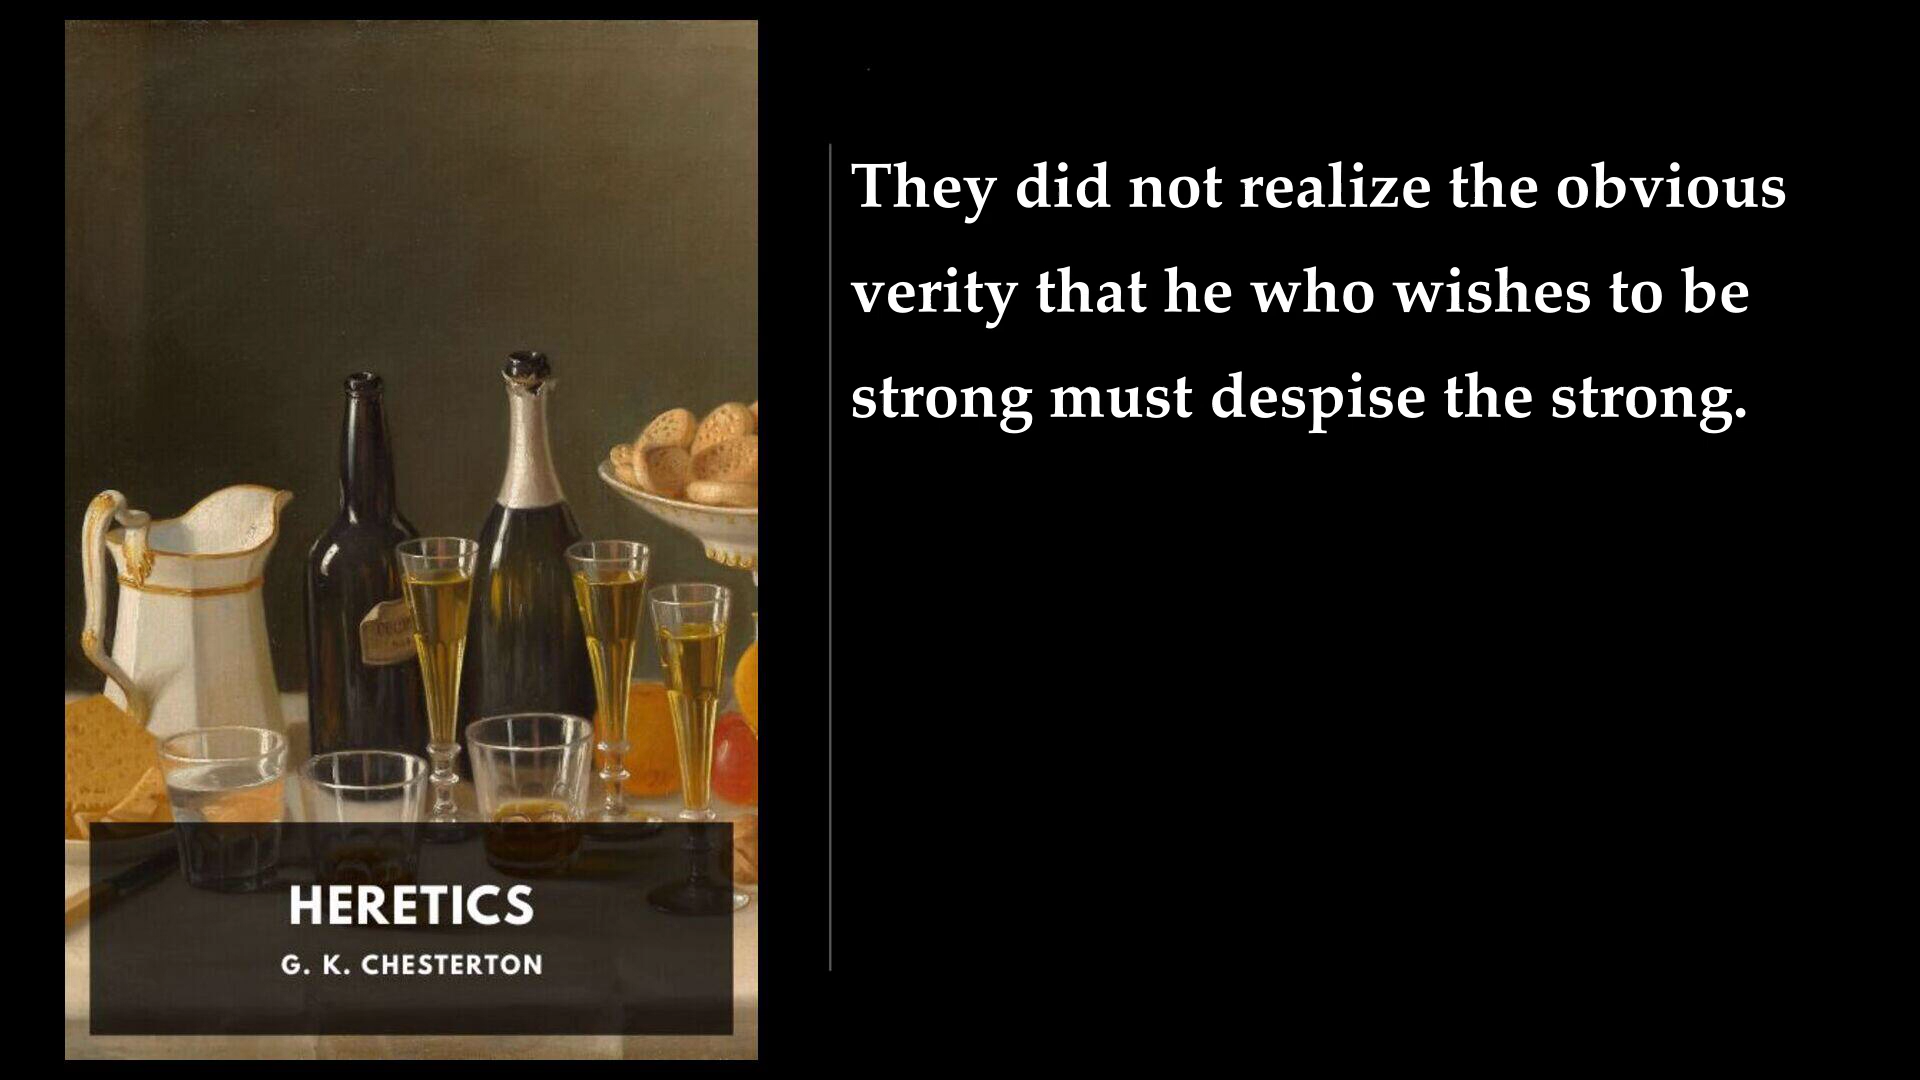 They did not realize the obvious
verity that he who wishes to be
strong must despise the strong.
HERETICS
G. K. CHESTERTON